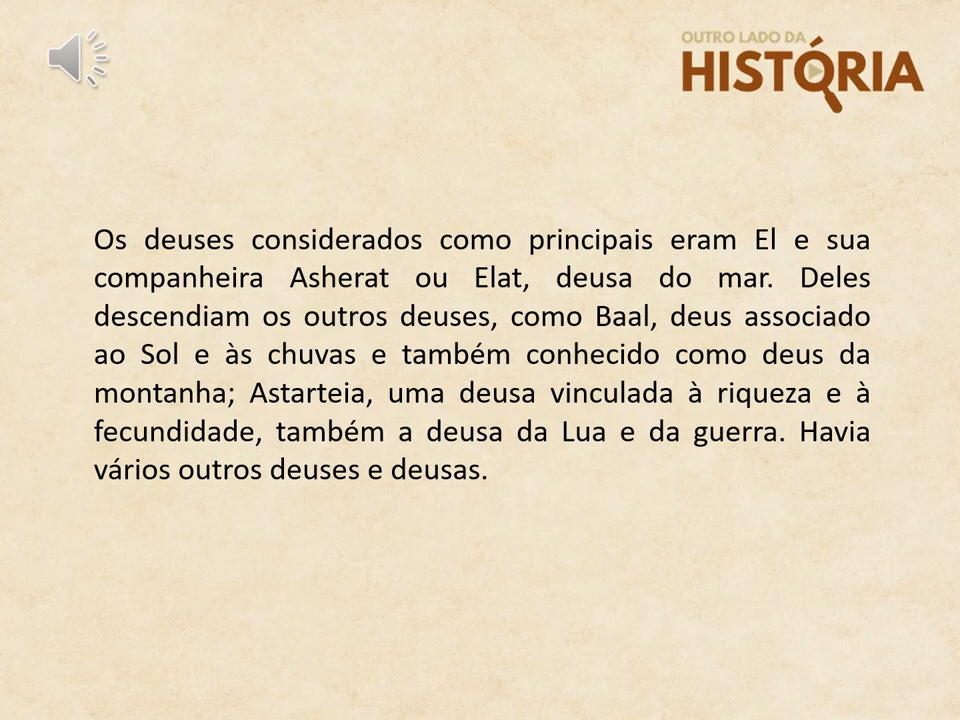 OUTRO LADO DA
HISTÓRIA
Os deuses considerados como principais eram El e sua
companheira Asherat ou Elat, deusa do mar. Deles
descendiam os outros deuses, como Baal, deus associado
ao Sol e às chuvas e também conhecido como deus da
montanha; Astarteia, uma deusa vinculada à riqueza e à
fecundidade, também a deusa da Lua e da guerra. Havia
vários outros deuses e deusas.